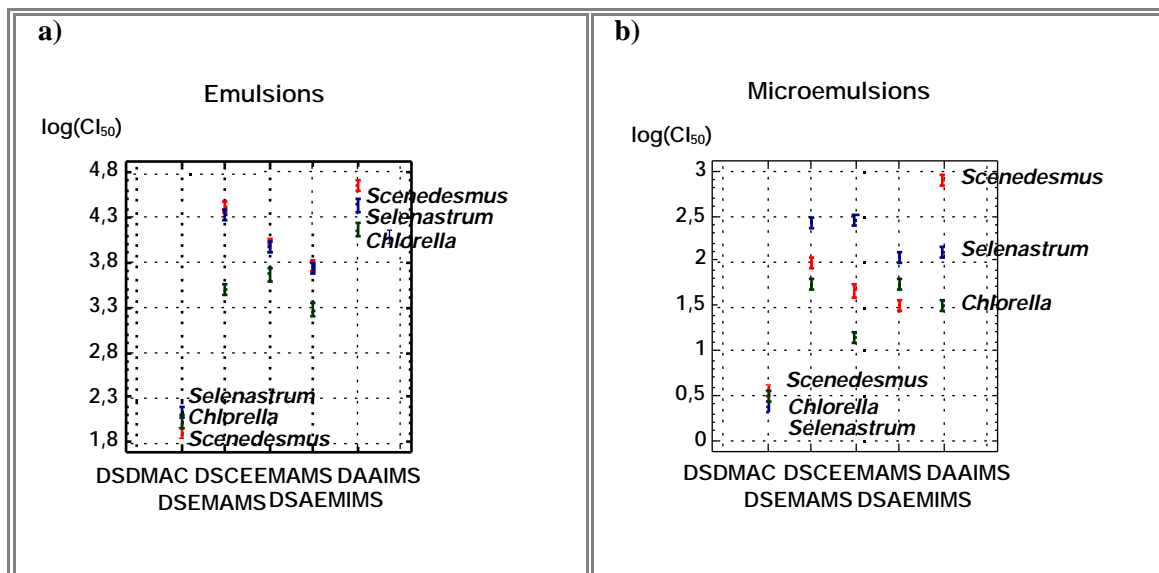 a)
Emulsions
log(CI₅₀)
4,8
4,3
3,8
3,3
2,8
2,3
1,8
Scenedesmus
Selenastrum
Chlorella
Selenastrum
Chlorella
Scenedesmus
DSDMAC DSCEEMAMS DAAIMS
DSEMAMS DSAEMIMS
b)
Microemulsions
log(CI₅₀)
3
2,5
2
1,5
1
0,5
0
Scenedesmus
Selenastrum
Chlorella
Scenedesmus
Chlorella
Selenastrum
DSDMAC DSCEEMAMS DAAIMS
DSEMAMS DSAEMIMS